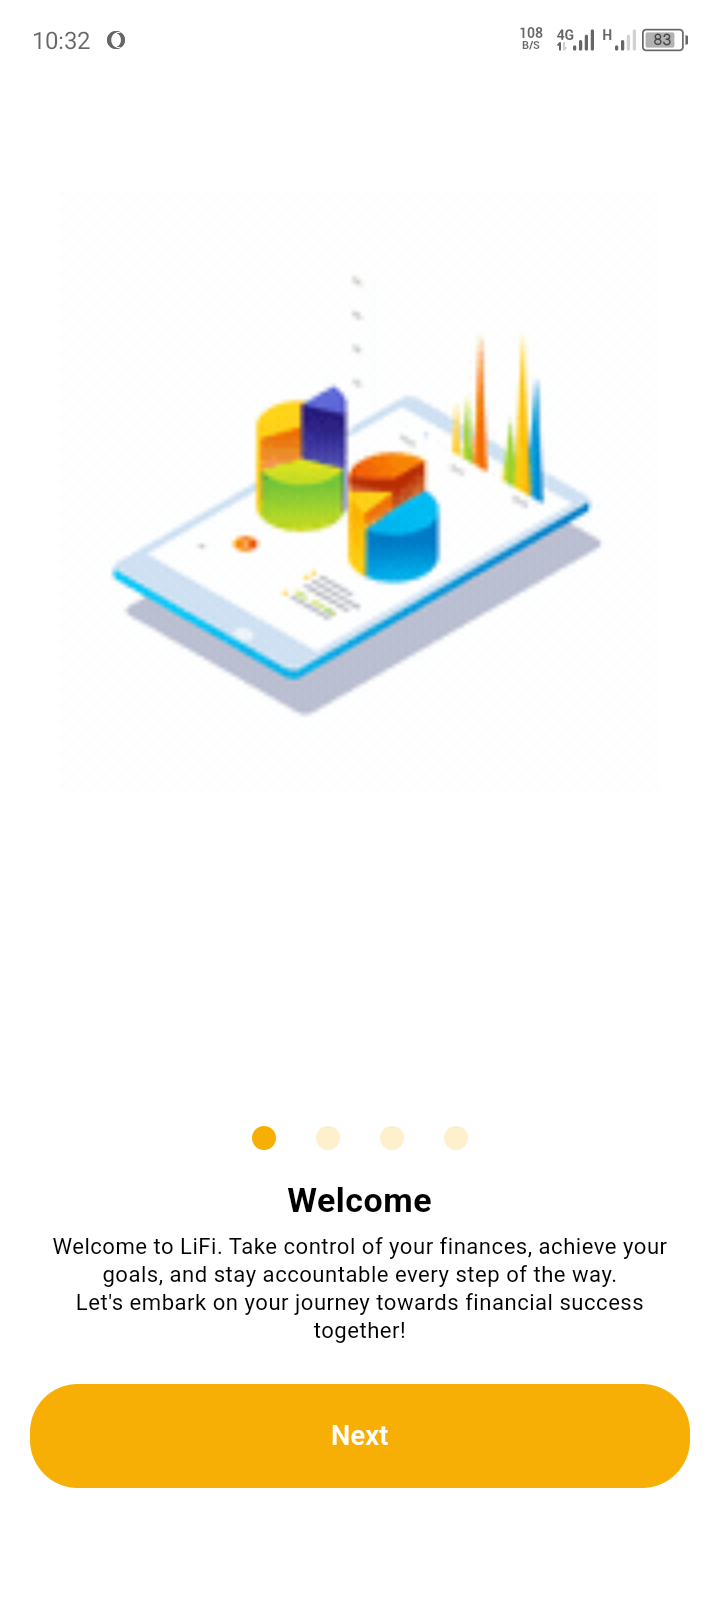 10:32
108
B/S
4G
H
83
Welcome
Welcome to LiFi. Take control of your finances, achieve your
goals, and stay accountable every step of the way.
Let's embark on your journey towards financial success
together!
Next